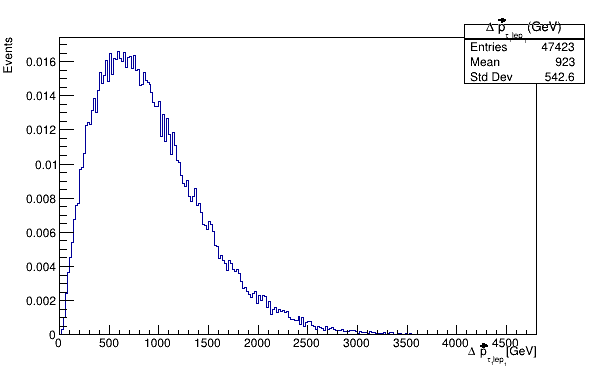 Δ p⃗ τ,lep (GeV)
Entries 47423
Mean 923
Std Dev 542.6
Events
0.016
0.014
0.012
0.01
0.008
0.006
0.004
0.002
0
0 500 1000 1500 2000 2500 3000 3500 4000 4500
Δ p⃗ τ,lep [GeV]